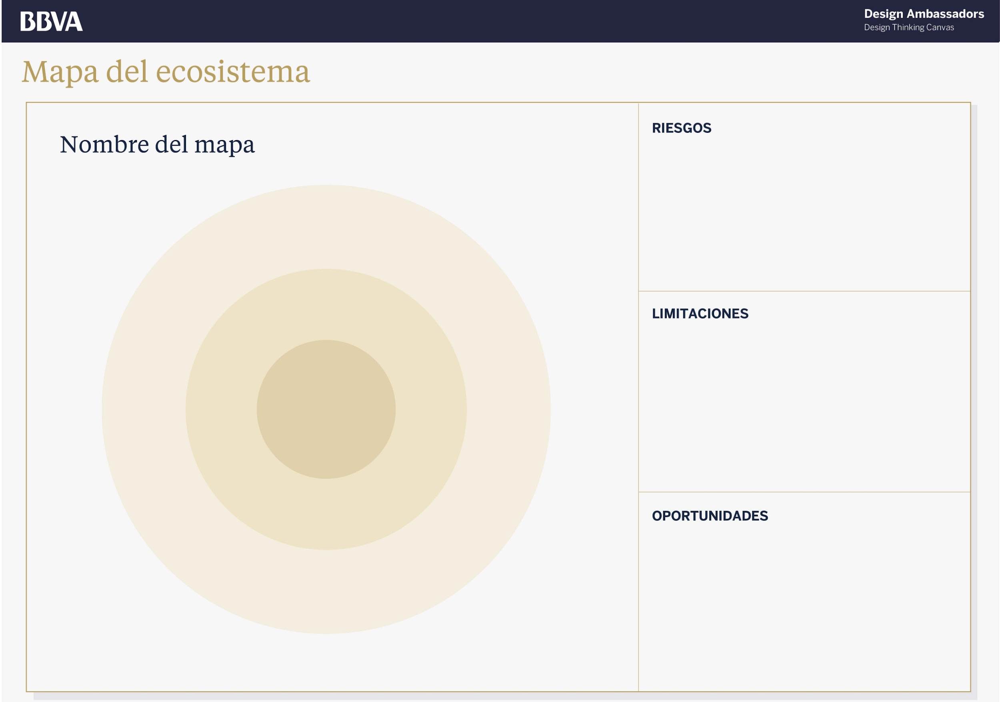 BBVA
Design Ambassadors
Design Thinking Canvas
Mapa del ecosistema
Nombre del mapa
RIESGOS
LIMITACIONES
OPORTUNIDADES